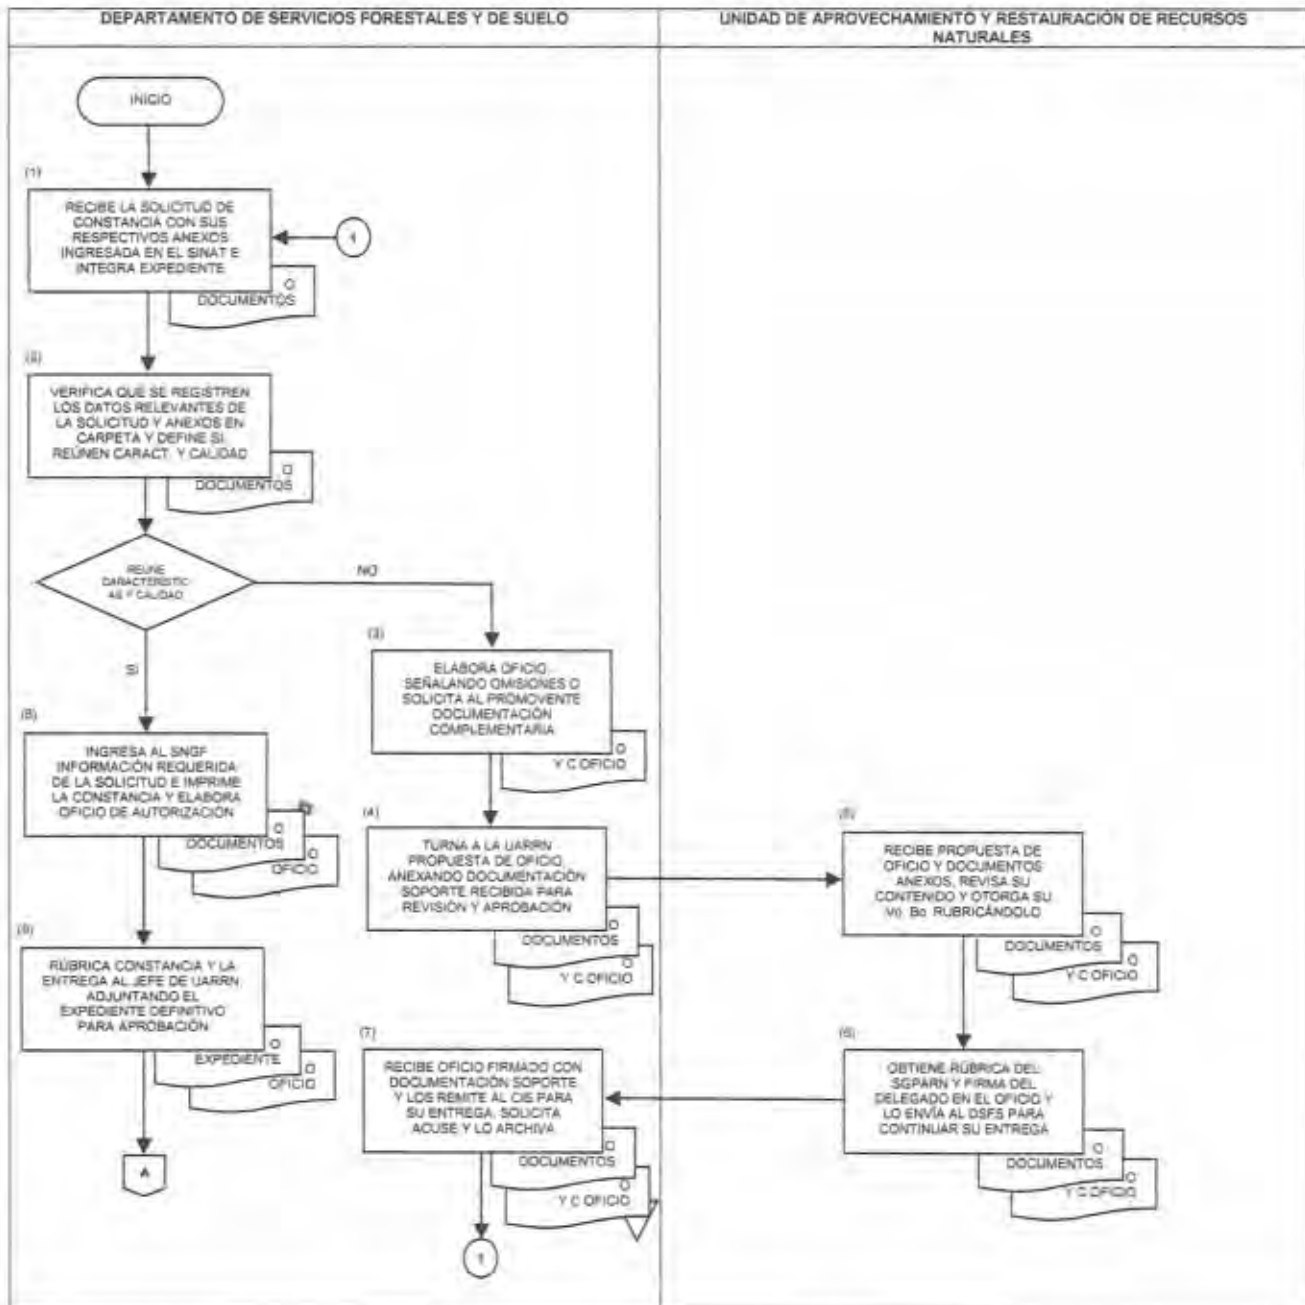 DEPARTAMENTO DE SERVICIOS FORESTALES Y DE SUELO
UNIDAD DE APROVECHAMIENTO Y RESTAURACIÓN DE RECURSOS
NATURALES
INICIO
(1)
RECIBE LA SOLICITUD DE
CONSTANCIA CON SUS
RESPECTIVOS ANEXOS
INGRESADA EN EL SINAT E
INTEGRA EXPEDIENTE
1
O
DOCUMENTOS
(2)
VERIFICA QUE SE REGISTREN
LOS DATOS RELEVANTES DE
LA SOLICITUD Y ANEXOS EN
CARPETA Y DEFINE SI
REÚNEN CARACT. Y CALIDAD
O
DOCUMENTOS
REÚNE
CARACTERÍSTIC-
AS Y CALIDAD
NO
SI
(3)
ELABORA OFICIO
SEÑALANDO OMISIONES O
SOLICITA AL PROMOVENTE
DOCUMENTACIÓN
COMPLEMENTARIA
O
Y C OFICIO
(8)
INGRESA AL SNGF
INFORMACIÓN REQUERIDA
DE LA SOLICITUD E IMPRIME
LA CONSTANCIA Y ELABORA
OFICIO DE AUTORIZACIÓN
O
DOCUMENTOS
O
OFICIO
(4)
TURNA A LA UARRN
PROPUESTA DE OFICIO
ANEXANDO DOCUMENTACIÓN
SOPORTE RECIBIDA PARA
REVISIÓN Y APROBACIÓN
O
DOCUMENTOS
O
Y C OFICIO
(5)
RECIBE PROPUESTA DE
OFICIO Y DOCUMENTOS
ANEXOS, REVISA SU
CONTENIDO Y OTORGA SU
Vo. Bo. RUBRICÁNDOLO
O
DOCUMENTOS
O
Y C OFICIO
(9)
RÚBRICA CONSTANCIA Y LA
ENTREGA AL JEFE DE UARRN
ADJUNTANDO EL
EXPEDIENTE DEFINITIVO
PARA APROBACIÓN
O
EXPEDIENTE
O
OFICIO
A
(7)
RECIBE OFICIO FIRMADO CON
DOCUMENTACIÓN SOPORTE
Y LOS REMITE AL CIS PARA
SU ENTREGA, SOLICITA
ACUSE Y LO ARCHIVA
O
DOCUMENTOS
O
Y C OFICIO
1
(6)
OBTIENE RÚBRICA DEL
SGPARN Y FIRMA DEL
DELEGADO EN EL OFICIO Y
LO ENVÍA AL DSFS PARA
CONTINUAR SU ENTREGA
O
DOCUMENTOS
O
Y C OFICIO